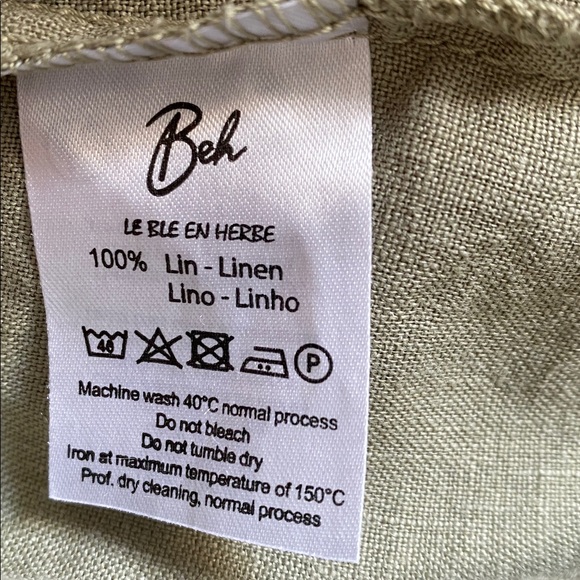 Beh
LE BLE EN HERBE
100% Lin - Linen
Lino - Linho
40 P
Machine wash 40°C normal process
Do not bleach
Do not tumble dry
Iron at maximum temperature of 150°C
Prof. dry cleaning, normal process